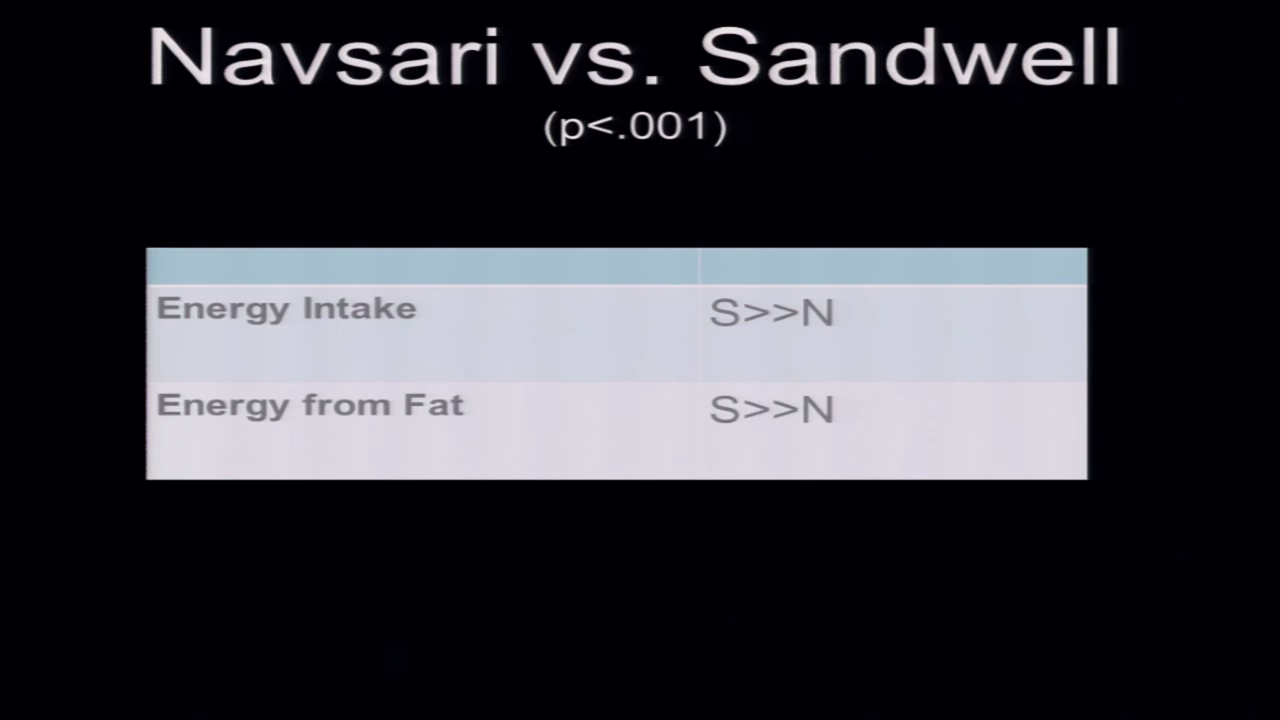 Navsari vs. Sandwell
(p<.001)
Energy Intake S>>N
Energy from Fat S>>N